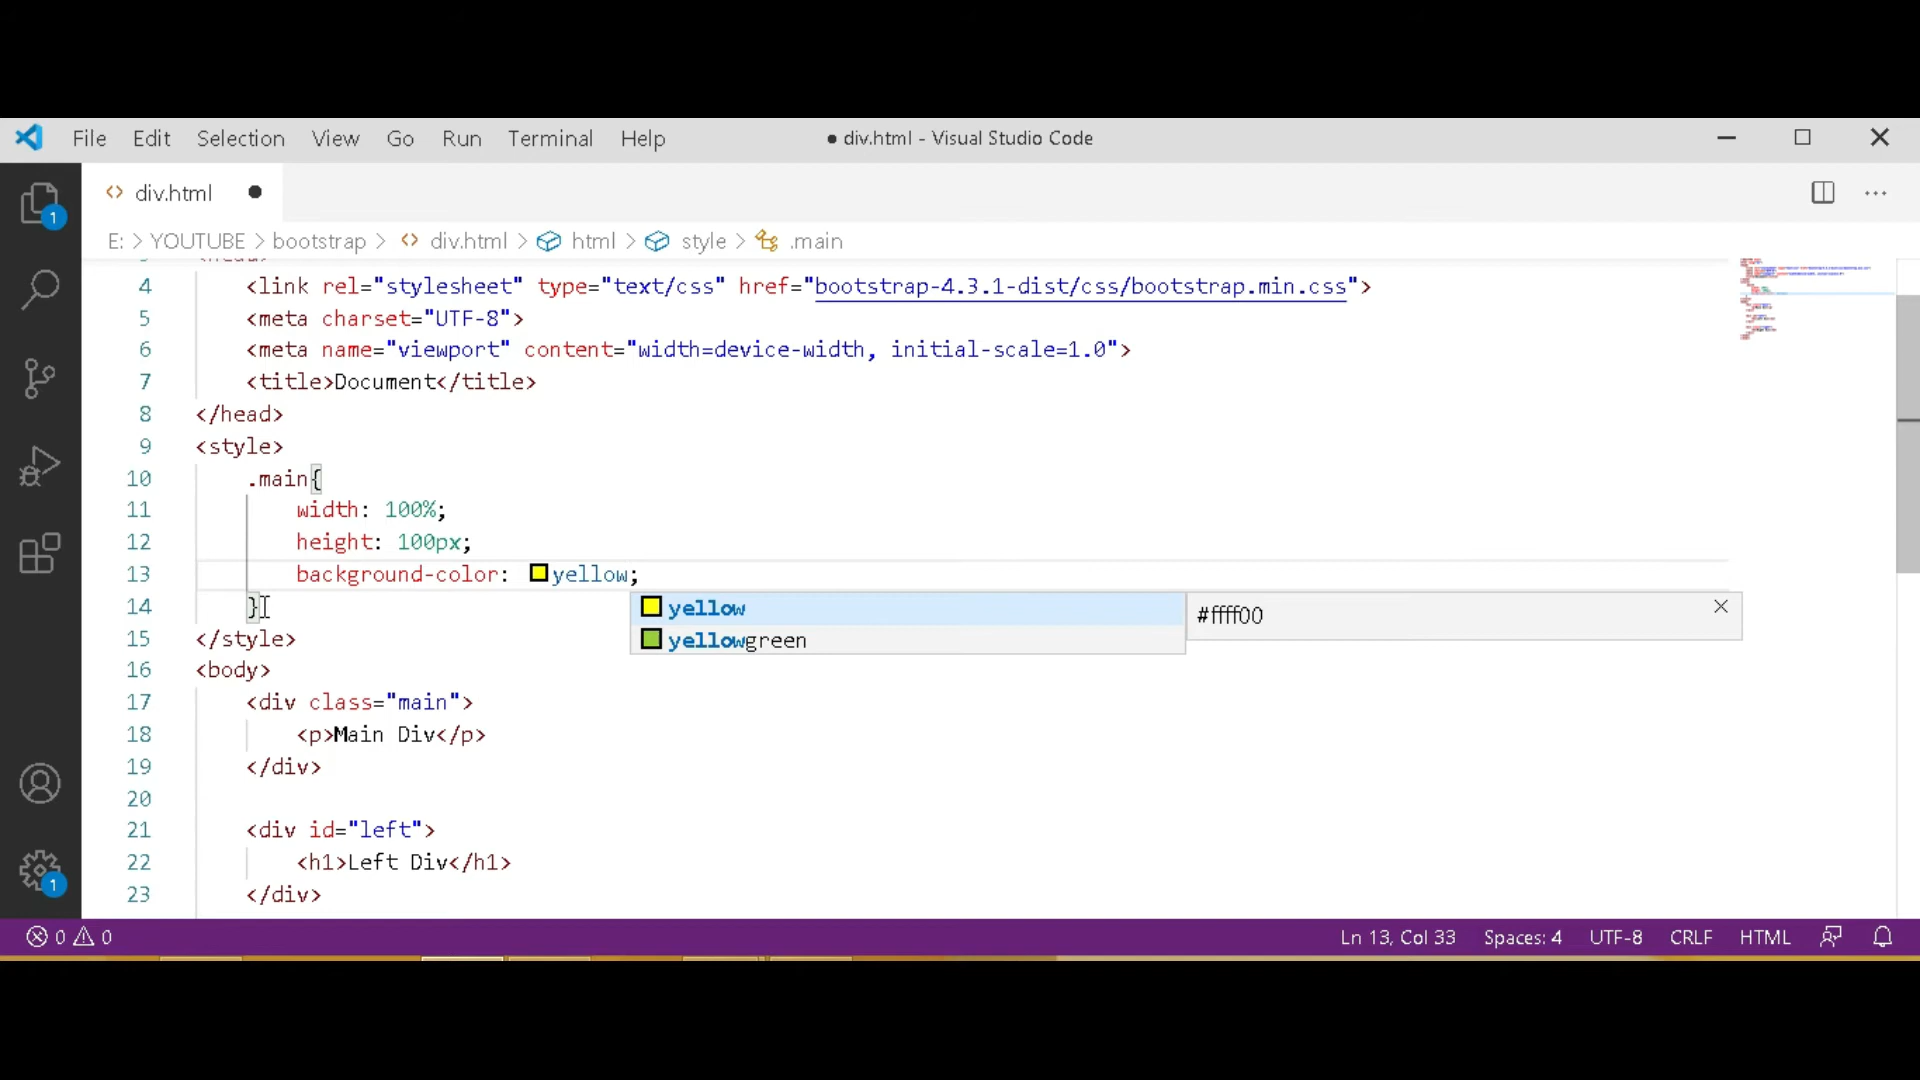 File Edit Selection View Go Run Terminal Help ● div.html - Visual Studio Code
div.html
E: > YOUTUBE > bootstrap > div.html > html > style > .main
4 <link rel="stylesheet" type="text/css" href="bootstrap-4.3.1-dist/css/bootstrap.min.css">
5 <meta charset="UTF-8">
6 <meta name="viewport" content="width=device-width, initial-scale=1.0">
7 <title>Document</title>
8 </head>
9 <style>
10 .main{
11 width: 100%;
12 height: 100px;
13 background-color: yellow;
14 }
yellow #ffff00
yellowgreen
15 </style>
16 <body>
17 <div class="main">
18 <p>Main Div</p>
19 </div>
20
21 <div id="left">
22 <h1>Left Div</h1>
23 </div>
1
1
0 0 Ln 13, Col 33 Spaces: 4 UTF-8 CRLF HTML